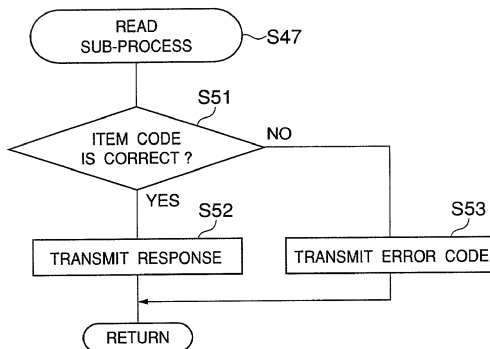 READ
SUB-PROCESS
S47
S51
ITEM CODE
IS CORRECT ?
NO
YES
S52
S53
TRANSMIT RESPONSE
TRANSMIT ERROR CODE
RETURN